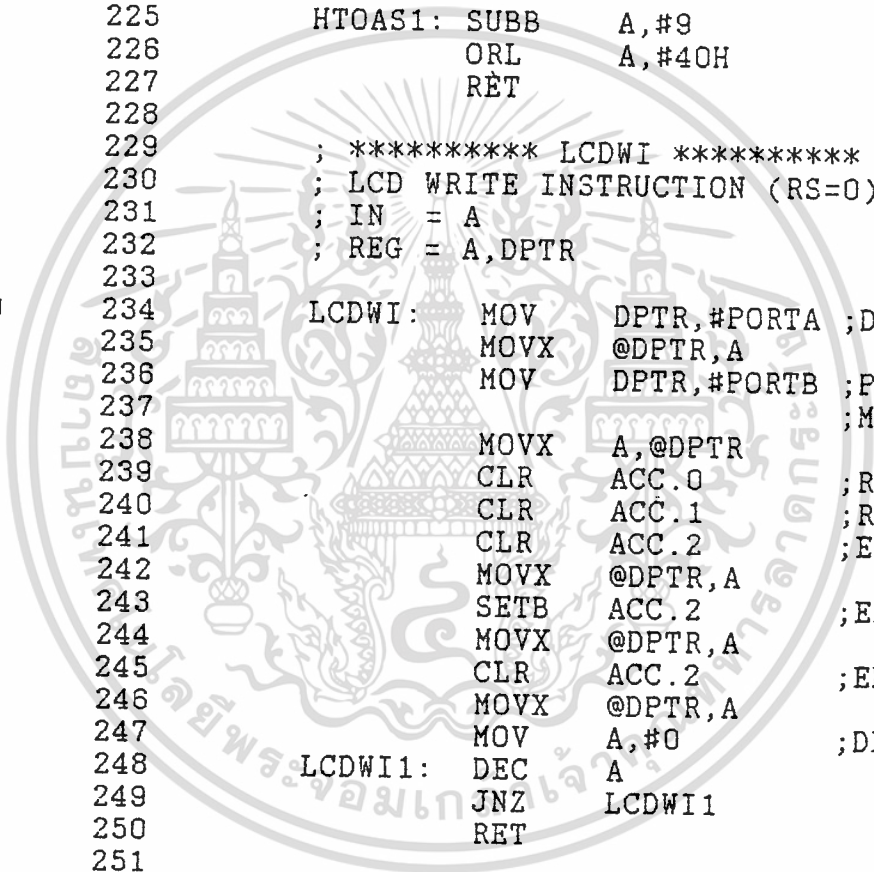 225 HTOAS1: SUBB A,#9
226 ORL A,#40H
227 RET
228
229 ; ********** LCDWI **********
230 ; LCD WRITE INSTRUCTION (RS=0)
231 ; IN = A
232 ; REG = A,DPTR
233
234 LCDWI: MOV DPTR,#PORTA ;D
235 MOVX @DPTR,A
236 MOV DPTR,#PORTB ;P
237 ;M
238 MOVX A,@DPTR
239 CLR ACC.0 ;R
240 CLR ACC.1 ;R
241 CLR ACC.2 ;E
242 MOVX @DPTR,A
243 SETB ACC.2 ;E
244 MOVX @DPTR,A
245 CLR ACC.2 ;E
246 MOVX @DPTR,A
247 MOV A,#0 ;D
248 LCDWI1: DEC A
249 JNZ LCDWI1
250 RET
251